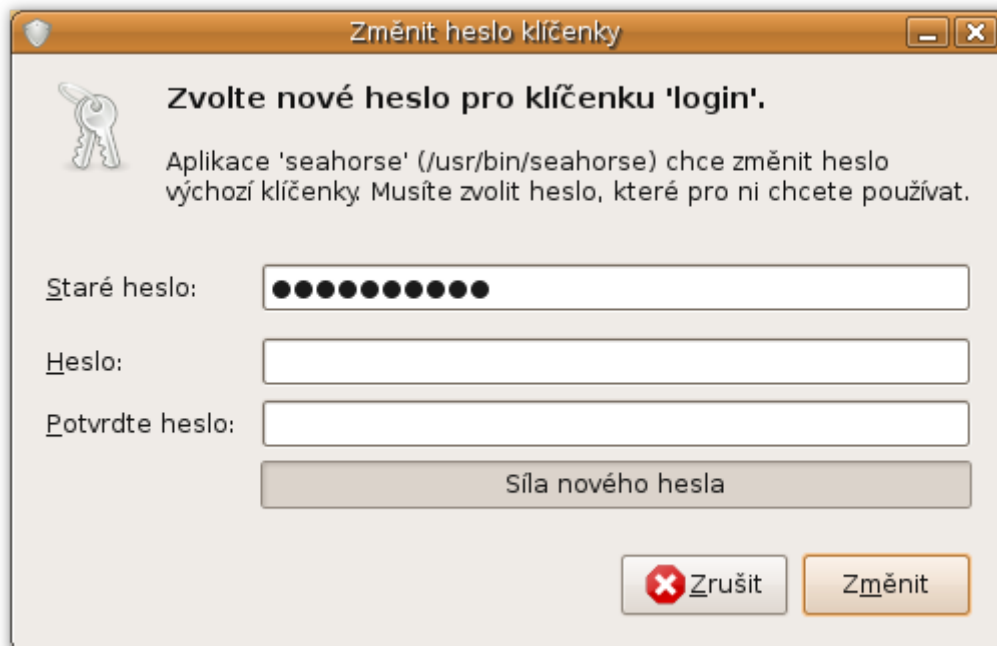 Změnit heslo klíčenky
Zvolte nové heslo pro klíčenku 'login'.
Aplikace 'seahorse' (/usr/bin/seahorse) chce změnit heslo
výchozí klíčenky. Musíte zvolit heslo, které pro ni chcete používat.
Staré heslo: ●●●●●●●●●●
Heslo:
Potvrdte heslo:
Síla nového hesla
Zrušit Změnit